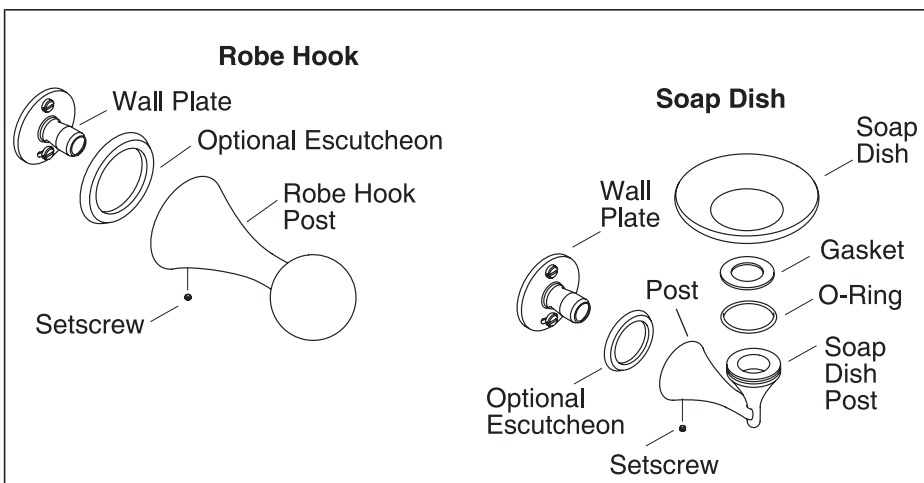 Robe Hook
Wall Plate
Optional Escutcheon
Robe Hook
Post
Setscrew
Soap Dish
Soap
Dish
Wall
Plate
Gasket
Post
O-Ring
Soap
Dish
Post
Optional
Escutcheon
Setscrew